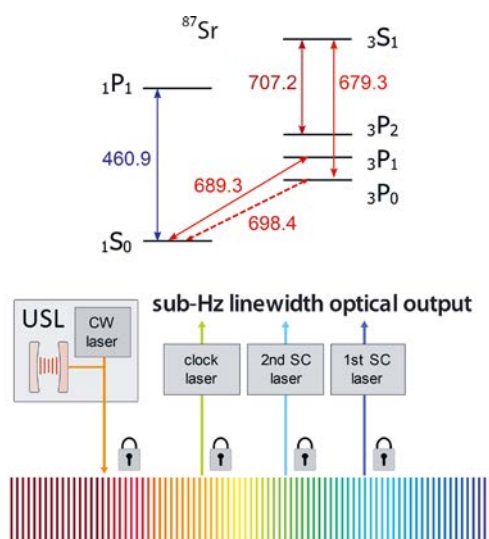 87Sr
3S1
1P1
707.2
679.3
3P2
460.9
3P1
689.3
3P0
698.4
1S0
sub-Hz linewidth optical output
USL
CW
laser
clock
laser
2nd SC
laser
1st SC
laser